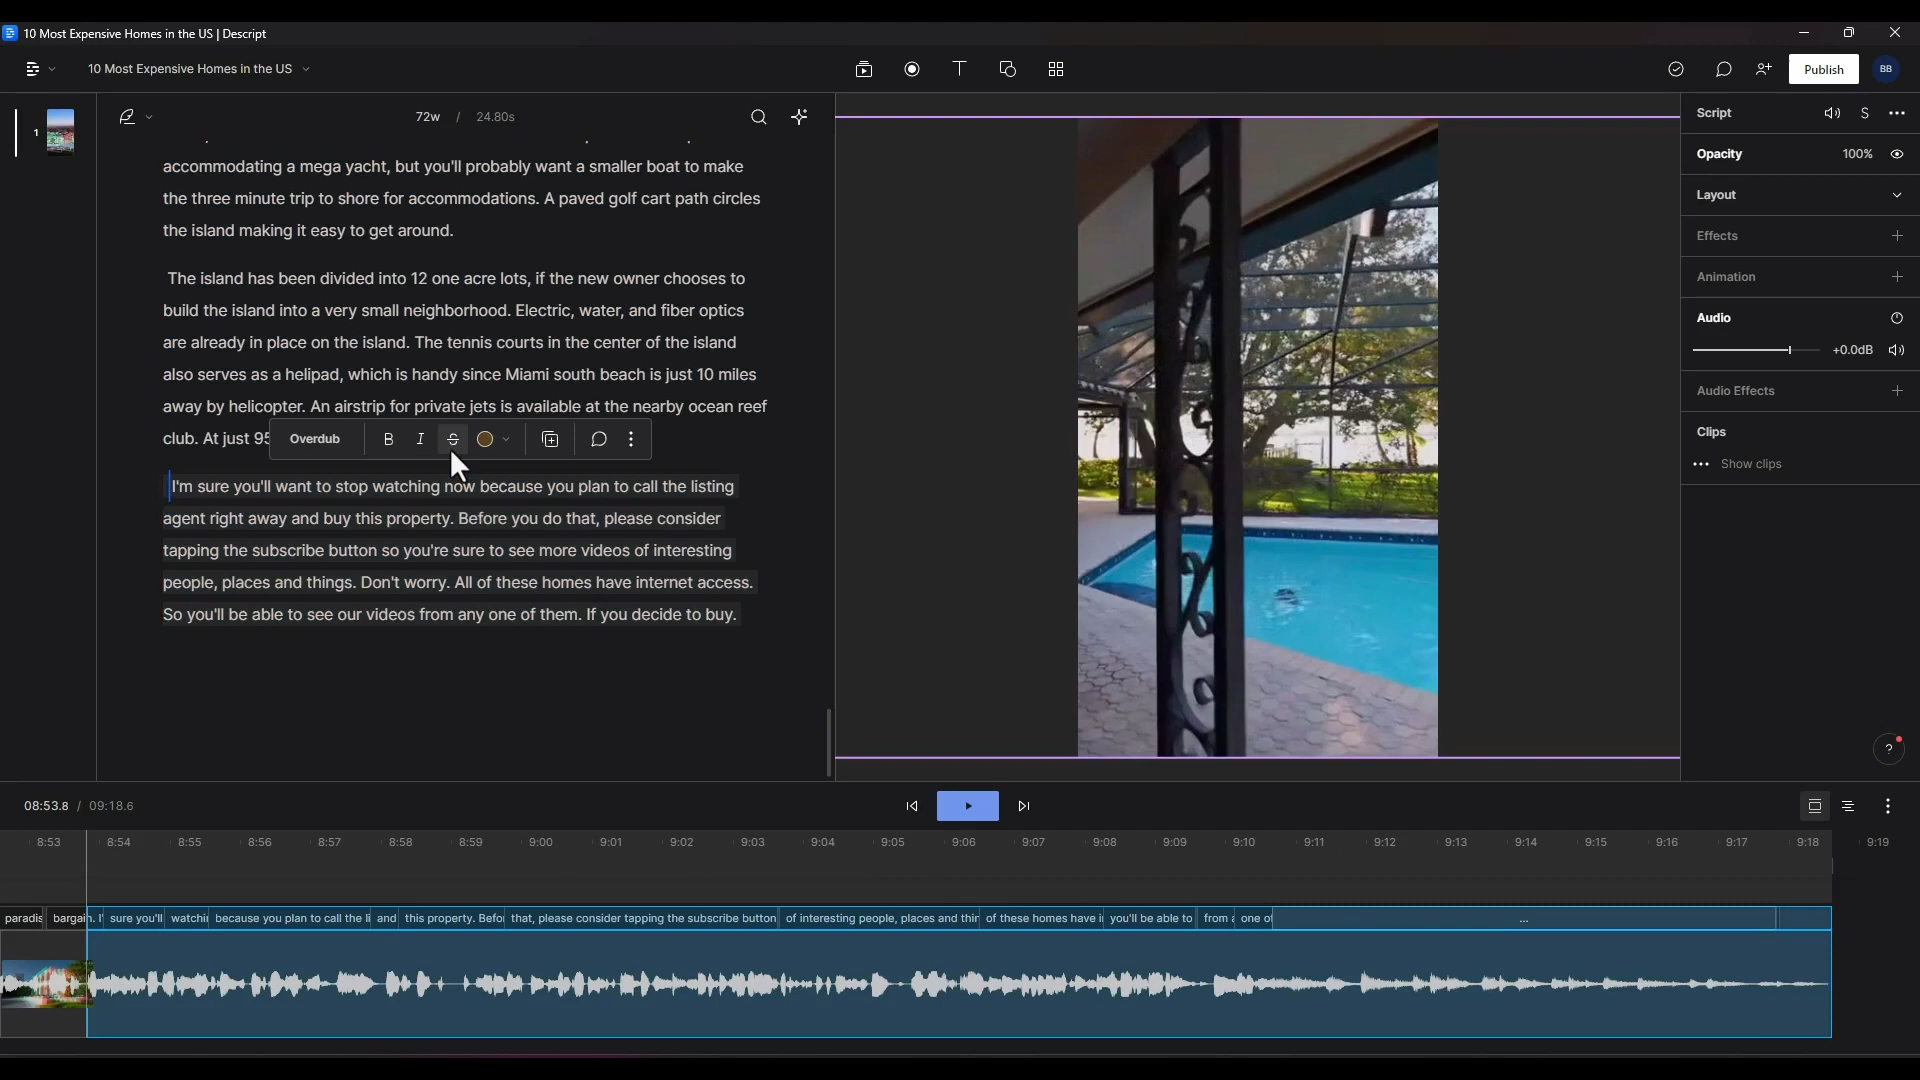 10 Most Expensive Homes in the US | Descript
10 Most Expensive Homes in the US
Publish
BB
1
72w / 24.80s
accommodating a mega yacht, but you'll probably want a smaller boat to make
the three minute trip to shore for accommodations. A paved golf cart path circles
the island making it easy to get around.
The island has been divided into 12 one acre lots, if the new owner chooses to
build the island into a very small neighborhood. Electric, water, and fiber optics
are already in place on the island. The tennis courts in the center of the island
also serves as a helipad, which is handy since Miami south beach is just 10 miles
away by helicopter. An airstrip for private jets is available at the nearby ocean reef
club. At just 95
Overdub B I S
I'm sure you'll want to stop watching now because you plan to call the listing
agent right away and buy this property. Before you do that, please consider
tapping the subscribe button so you're sure to see more videos of interesting
people, places and things. Don't worry. All of these homes have internet access.
So you'll be able to see our videos from any one of them. If you decide to buy.
Script S
Opacity 100%
Layout
Effects
Animation
Audio
+0.0dB
Audio Effects
Clips
Show clips
?
08:53.8 / 09:18.6
8:53 8:54 8:55 8:56 8:57 8:58 8:59 9:00 9:01 9:02 9:03 9:04 9:05 9:06 9:07 9:08 9:09 9:10 9:11 9:12 9:13 9:14 9:15 9:16 9:17 9:18 9:19
paradis bargain. I' sure you'll watchi because you plan to call the li and this property. Befo that, please consider tapping the subscribe button of interesting people, places and thin of these homes have i you'll be able to from one of ...